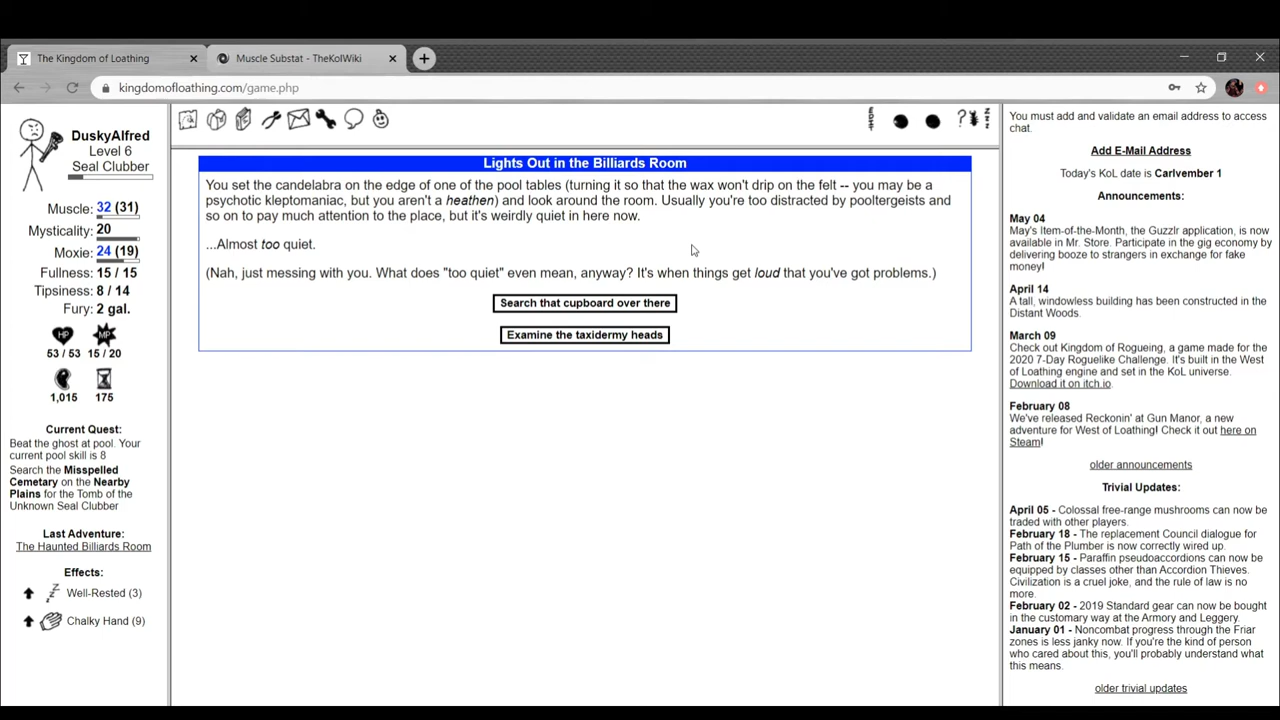 The Kingdom of Loathing
Muscle Substat - TheKolWiki
kingdomofloathing.com/game.php
DuskyAlfred
Level 6
Seal Clubber
Muscle: 32 (31)
Mysticality: 20
Moxie: 24 (19)
Fullness: 15 / 15
Tipsiness: 8 / 14
Fury: 2 gal.
HP MP
53 / 53 15 / 20
1,015 175
Current Quest:
Beat the ghost at pool. Your
current pool skill is 8
Search the Misspelled
Cemetary on the Nearby
Plains for the Tomb of the
Unknown Seal Clubber
Last Adventure:
The Haunted Billiards Room
Effects:
Well-Rested (3)
Chalky Hand (9)
Lights Out in the Billiards Room
You set the candelabra on the edge of one of the pool tables (turning it so that the wax won't drip on the felt -- you may be a
psychotic kleptomaniac, but you aren't a heathen) and look around the room. Usually you're too distracted by pooltergeists and
so on to pay much attention to the place, but it's weirdly quiet in here now.
...Almost too quiet.
(Nah, just messing with you. What does "too quiet" even mean, anyway? It's when things get loud that you've got problems.)
Search that cupboard over there
Examine the taxidermy heads
You must add and validate an email address to access
chat.
Add E-Mail Address
Today's KoL date is Carlvember 1
Announcements:
May 04
May's Item-of-the-Month, the Guzzlr application, is now
available in Mr. Store. Participate in the gig economy by
delivering booze to strangers in exchange for fake
money!
April 14
A tall, windowless building has been constructed in the
Distant Woods.
March 09
Check out Kingdom of Rogueing, a game made for the
2020 7-Day Roguelike Challenge. It's built in the West
of Loathing engine and set in the KoL universe.
Download it on itch.io.
February 08
We've released Reckonin' at Gun Manor, a new
adventure for West of Loathing! Check it out here on
Steam!
older announcements
Trivial Updates:
April 05 - Colossal free-range mushrooms can now be
traded with other players.
February 18 - The replacement Council dialogue for
Path of the Plumber is now correctly wired up.
February 15 - Paraffin pseudoaccordions can now be
equipped by classes other than Accordion Thieves.
Civilization is a cruel joke, and the rule of law is no
more.
February 02 - 2019 Standard gear can now be bought
in the customary way at the Armory and Leggery.
January 01 - Noncombat progress through the Friar
zones is less janky now. If you're the kind of person
who cared about this, you'll probably understand what
this means.
older trivial updates